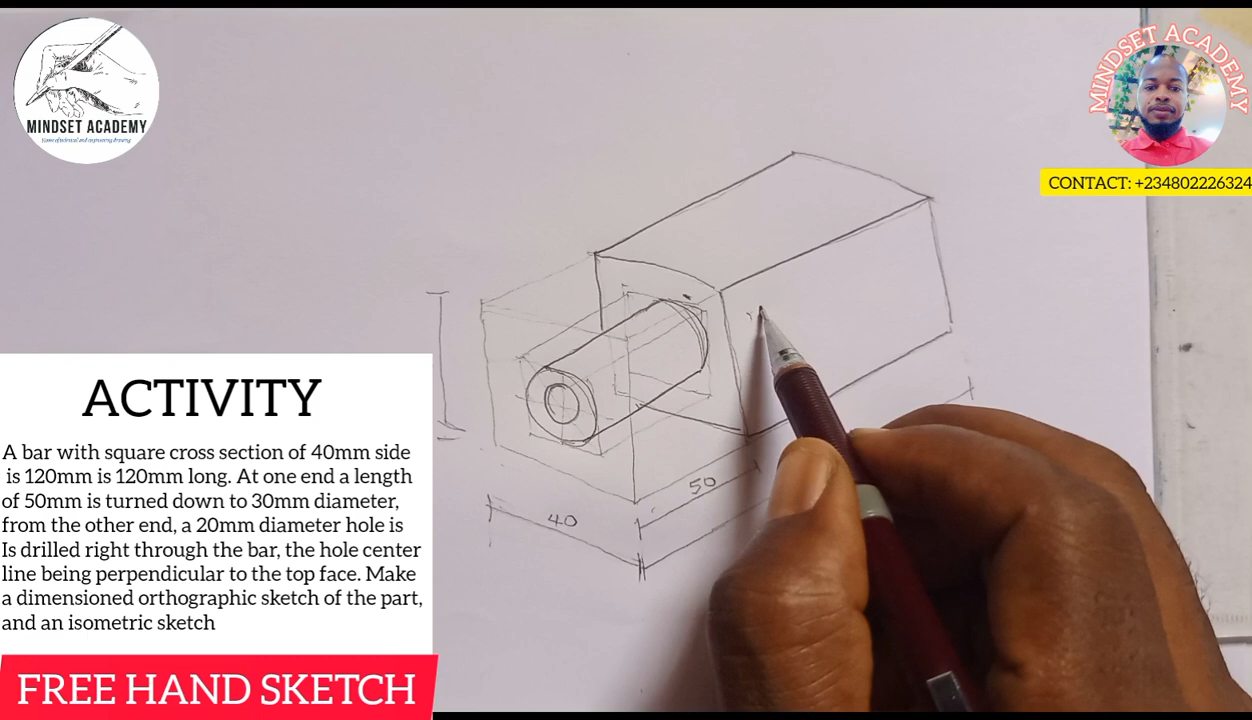 MINDSET ACADEMY
MINDSET ACADEMY
CONTACT: +234802226324
ACTIVITY
A bar with square cross section of 40mm side
is 120mm is 120mm long. At one end a length
of 50mm is turned down to 30mm diameter,
from the other end, a 20mm diameter hole is
Is drilled right through the bar, the hole center
line being perpendicular to the top face. Make
a dimensioned orthographic sketch of the part,
and an isometric sketch
FREE HAND SKETCH
50
40